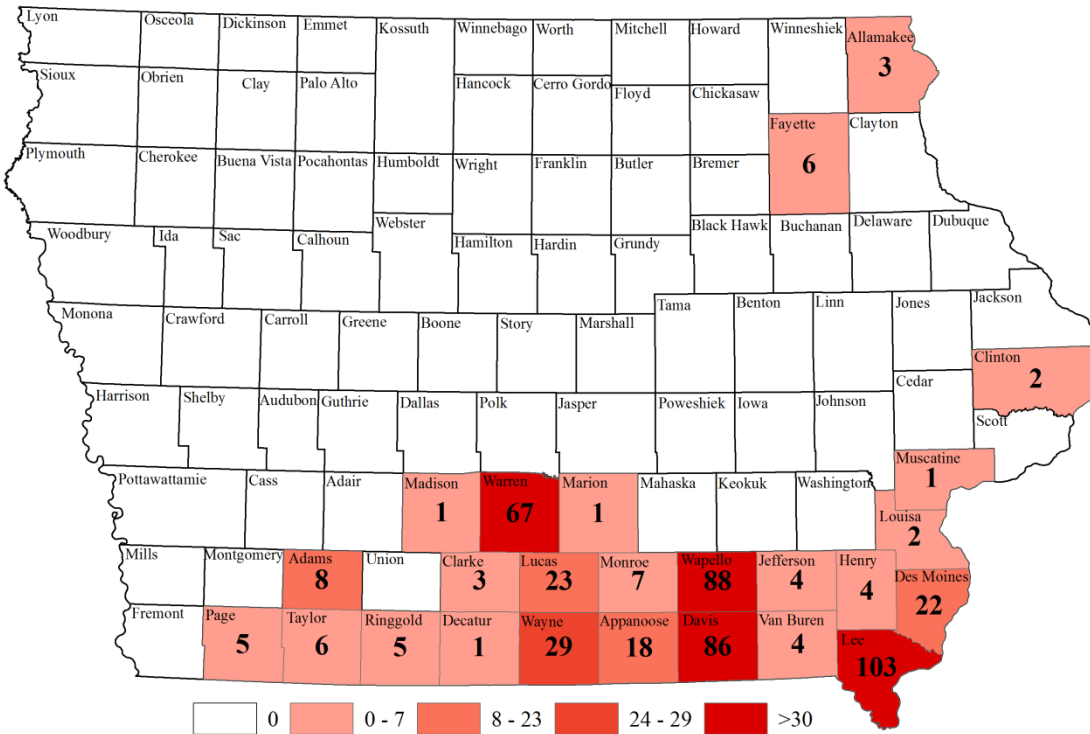 Lyon Osceola Dickinson Emmet Kossuth Winnebago Worth Mitchell Howard Winneshiek Allamakee
3
Sioux Obrien Clay Palo Alto Hancock Cerro Gordo Floyd Chickasaw
Fayette Clayton
6
Plymouth Cherokee Buena Vista Pocahontas Humboldt Wright Franklin Butler Bremer
Webster
Woodbury Ida Sac Calhoun Hamilton Hardin Grundy Black Hawk Buchanan Delaware Dubuque
Monona Crawford Carroll Greene Boone Story Marshall Tama Benton Linn Jones Jackson
Clinton
2
Harrison Shelby Audubon Guthrie Dallas Polk Jasper Poweshiek Iowa Johnson Cedar
Scott
Muscatine
1
Pottawattamie Cass Adair Madison Warren Marion Mahaska Keokuk Washington
1 67 1
Louisa
2
Mills Montgomery Adams Union Clarke Lucas Monroe Wapello Jefferson Henry Des Moines
8 3 23 7 88 4 4 22
Fremont Page Taylor Ringgold Decatur Wayne Appanoose Davis Van Buren Lee
5 6 5 1 29 18 86 4 103
0 0 - 7 8 - 23 24 - 29 >30